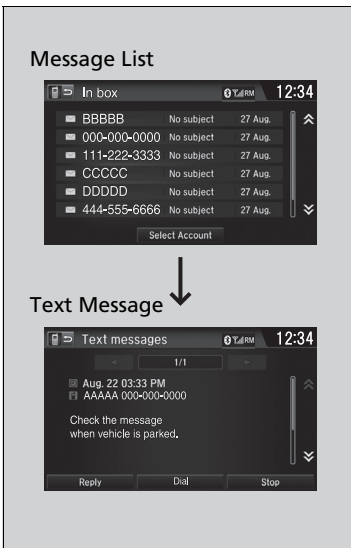 Message List
In box
RM
12:34
BBBBB No subject 27 Aug.
000-000-0000 No subject 27 Aug.
111-222-3333 No subject 27 Aug.
CCCCC No subject 27 Aug.
DDDDD No subject 27 Aug.
444-555-6666 No subject 27 Aug.
Select Account
Text Message
Text messages
RM
12:34
1/1
Aug. 22 03:33 PM
AAAAA 000-000-0000
Check the message
when vehicle is parked.
Reply Dial Stop